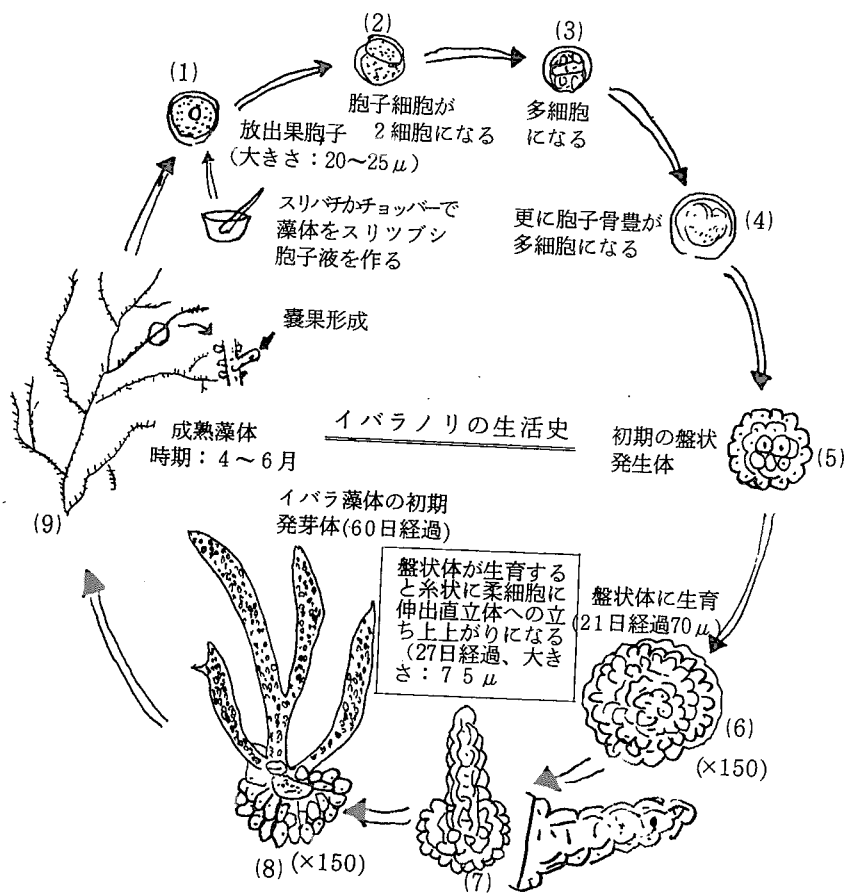 (1)
放出果胞子
(大きさ：20～25μ)
スリバチかチョッパーで
藻体をスリツブシ
胞子液を作る
(2)
胞子細胞が
2細胞になる
(3)
多細胞
になる
(4)
更に胞子骨豊が
多細胞になる
初期の盤状
発生体
(5)
盤状体に生育
(21日経過70μ)
(6)
(×150)
盤状体が生育する
と糸状に柔細胞に
伸出直立体への立
ち上上がりになる
(27日経過、大き
さ：75μ
(7)
イバラ藻体の初期
発芽体(60日経過)
(8) (×150)
嚢果形成
成熟藻体
時期：4～6月
(9)
イバラノリの生活史